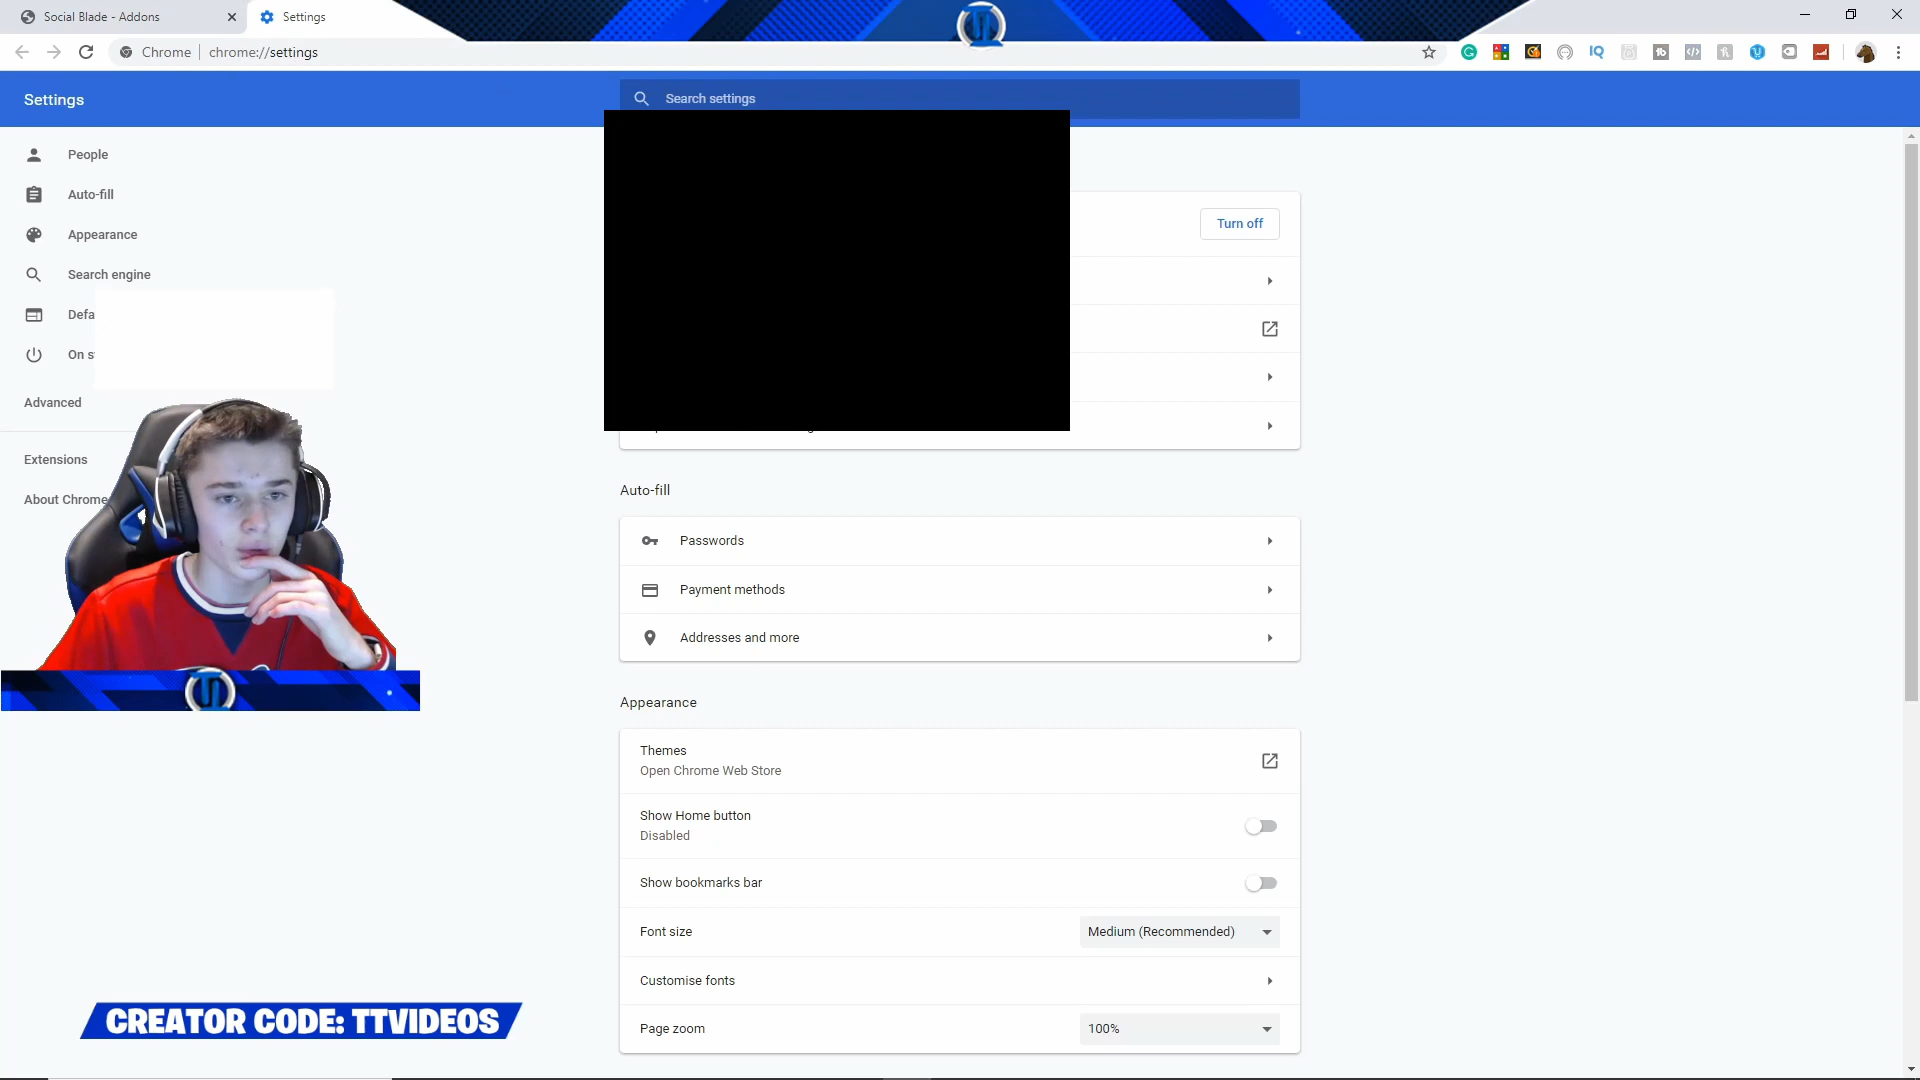 Social Blade - Addons
Settings
Chrome
chrome://settings
Settings
Search settings
People
Auto-fill
Appearance
Search engine
Defa
On s
Advanced
Extensions
About Chrome
Turn off
Auto-fill
Passwords
Payment methods
Addresses and more
Appearance
Themes
Open Chrome Web Store
Show Home button
Disabled
Show bookmarks bar
Font size
Medium (Recommended)
Customise fonts
Page zoom
100%
CREATOR CODE: TTVIDEOS